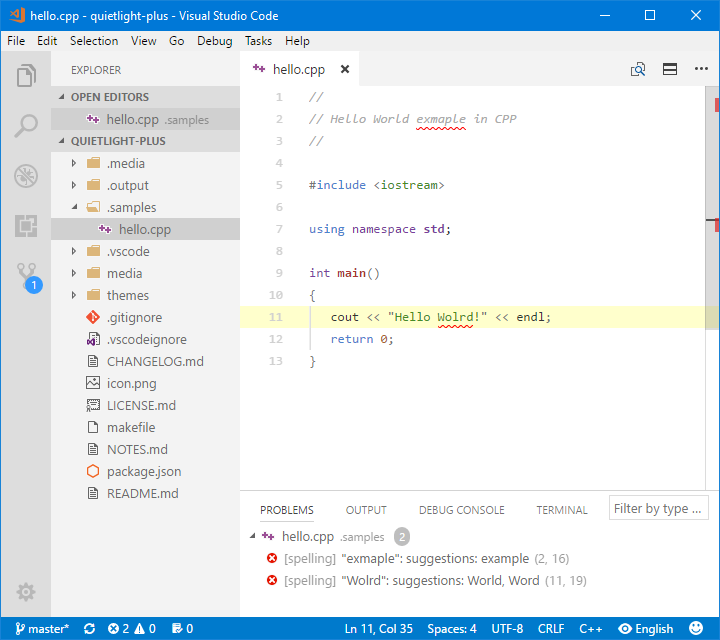 hello.cpp - quietlight-plus - Visual Studio Code
File Edit Selection View Go Debug Tasks Help
EXPLORER
OPEN EDITORS
hello.cpp .samples
QUIETLIGHT-PLUS
.media
.output
.samples
hello.cpp
.vscode
media
themes
.gitignore
.vscodeignore
CHANGELOG.md
icon.png
LICENSE.md
makefile
NOTES.md
package.json
README.md
1
hello.cpp
1 //
2 // Hello World exmaple in CPP
3 //
4
5 #include <iostream>
6
7 using namespace std;
8
9 int main()
10 {
11 cout << "Hello Wolrd!" << endl;
12 return 0;
13 }
PROBLEMS OUTPUT DEBUG CONSOLE TERMINAL Filter by type ...
hello.cpp .samples 2
[spelling] "exmaple": suggestions: example (2, 16)
[spelling] "Wolrd": suggestions: World, Word (11, 19)
master* 2 0 0 Ln 11, Col 35 Spaces: 4 UTF-8 CRLF C++ English